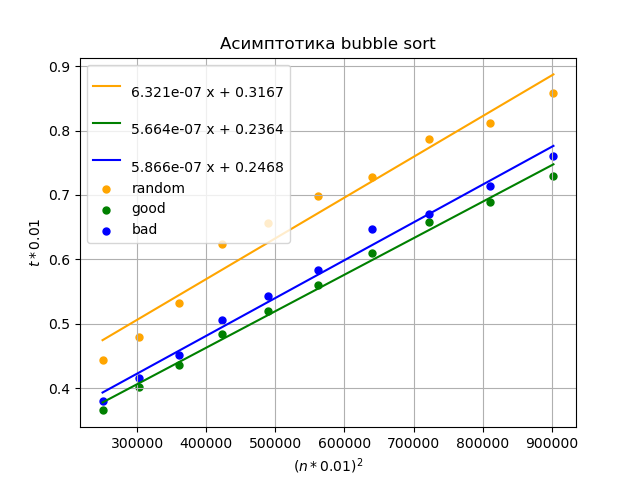 Асимптотика bubble sort
0.9
0.8
0.7
0.6
0.5
0.4
t * 0.01
6.321e-07 x + 0.3167
5.664e-07 x + 0.2364
5.866e-07 x + 0.2468
random
good
bad
300000 400000 500000 600000 700000 800000 900000
(n * 0.01)²